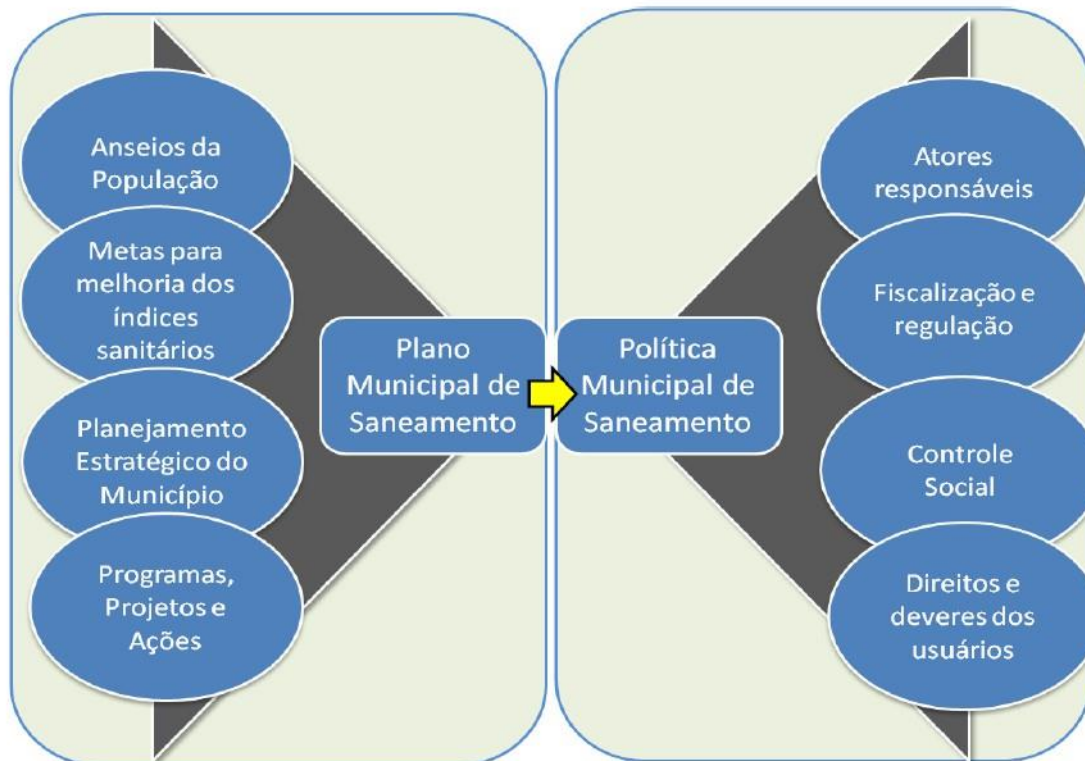 Anseios da
População
Metas para
melhoria dos
índices
sanitários
Planejamento
Estratégico do
Município
Programas,
Projetos e
Ações
Plano
Municipal de
Saneamento
Política
Municipal de
Saneamento
Atores
responsáveis
Fiscalização e
regulação
Controle
Social
Direitos e
deveres dos
usuários